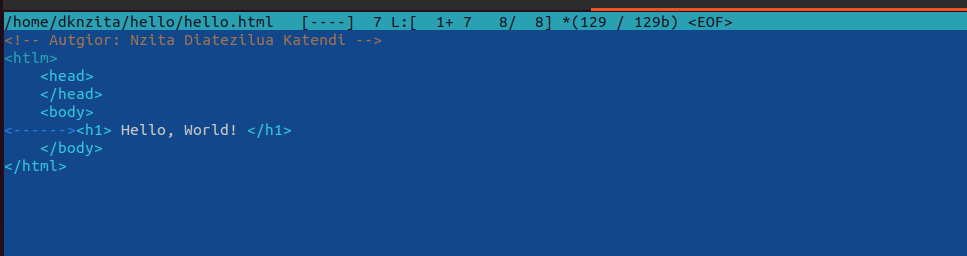 /home/dknzita/hello/hello.html   [----]  7 L:[  1+ 7   8/  8] *(129 / 129b) <EOF>
<!-- Autgior: Nzita Diatezilua Katendi -->
<htlm>
    <head>
    </head>
    <body>
<------><h1> Hello, World! </h1>
    </body>
</html>